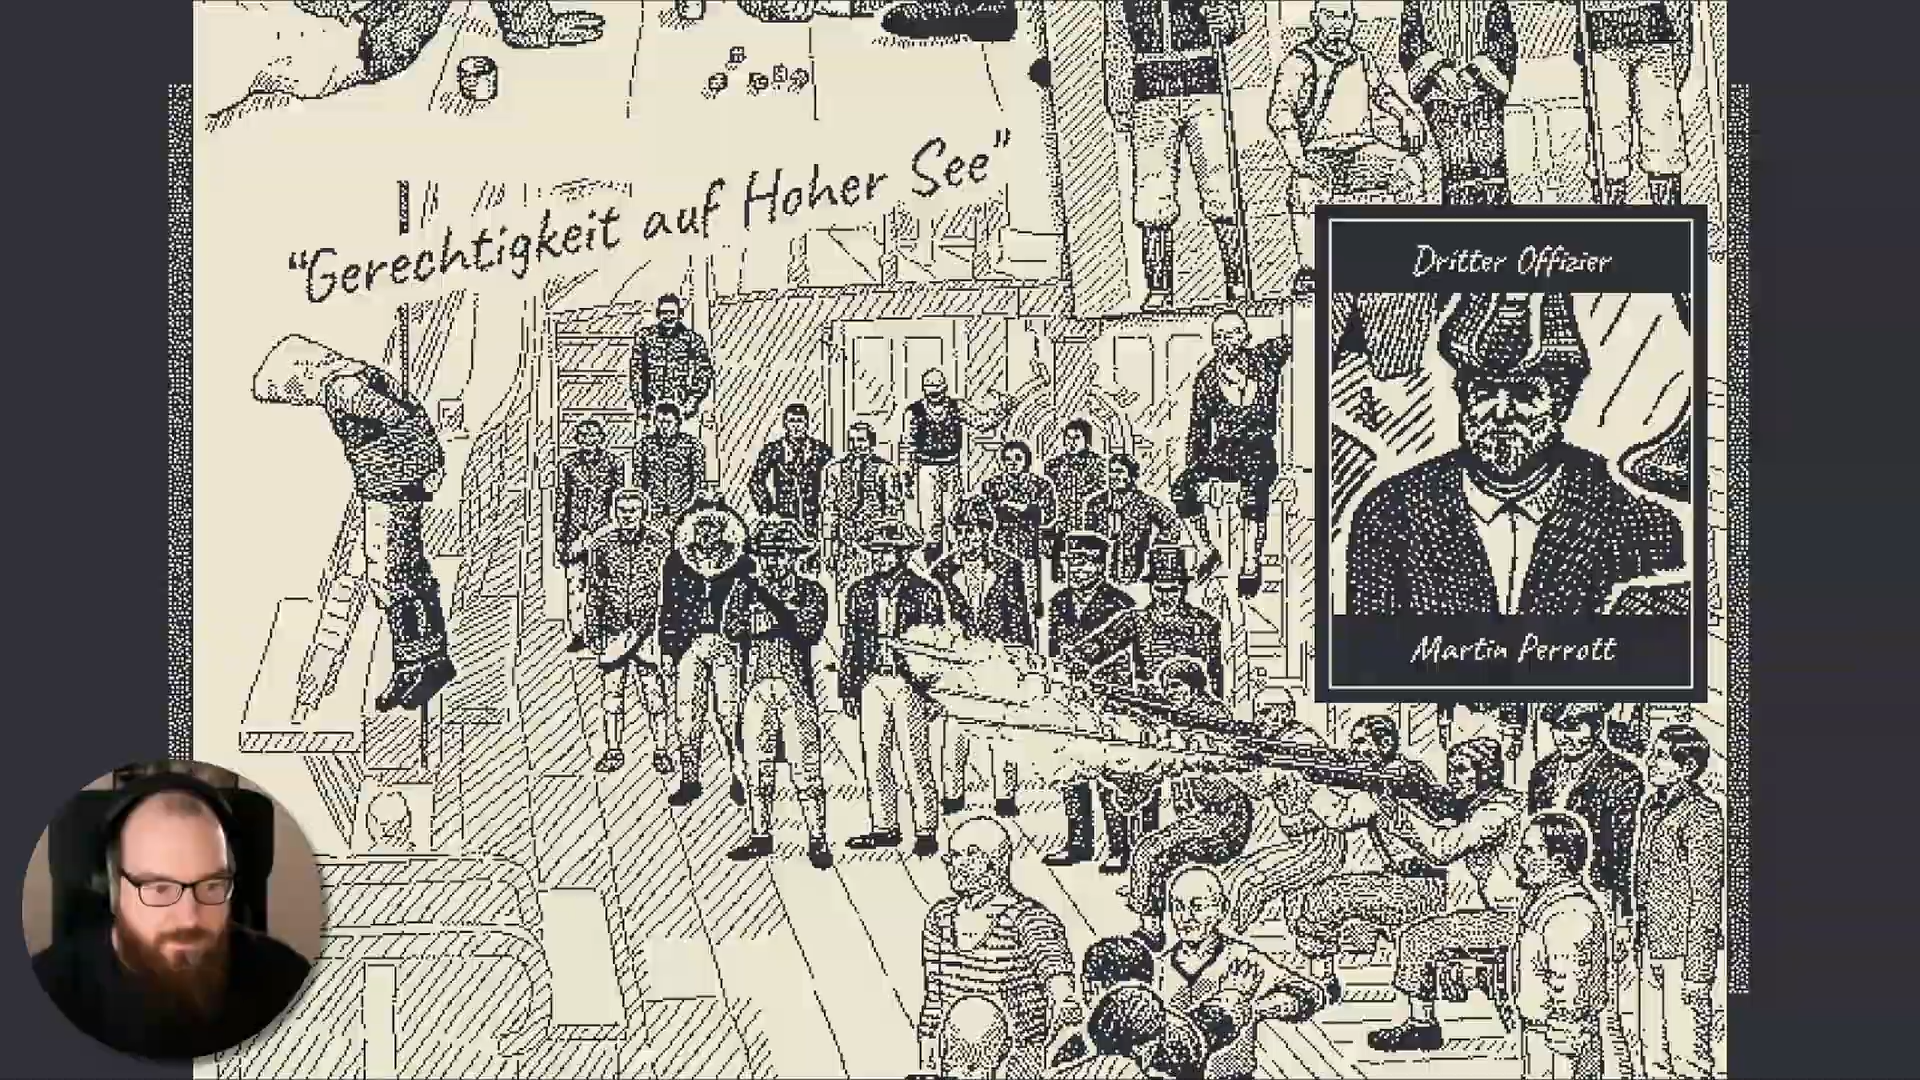 “Gerechtigkeit auf Hoher See”
Dritter Offizier
Martin Perrott